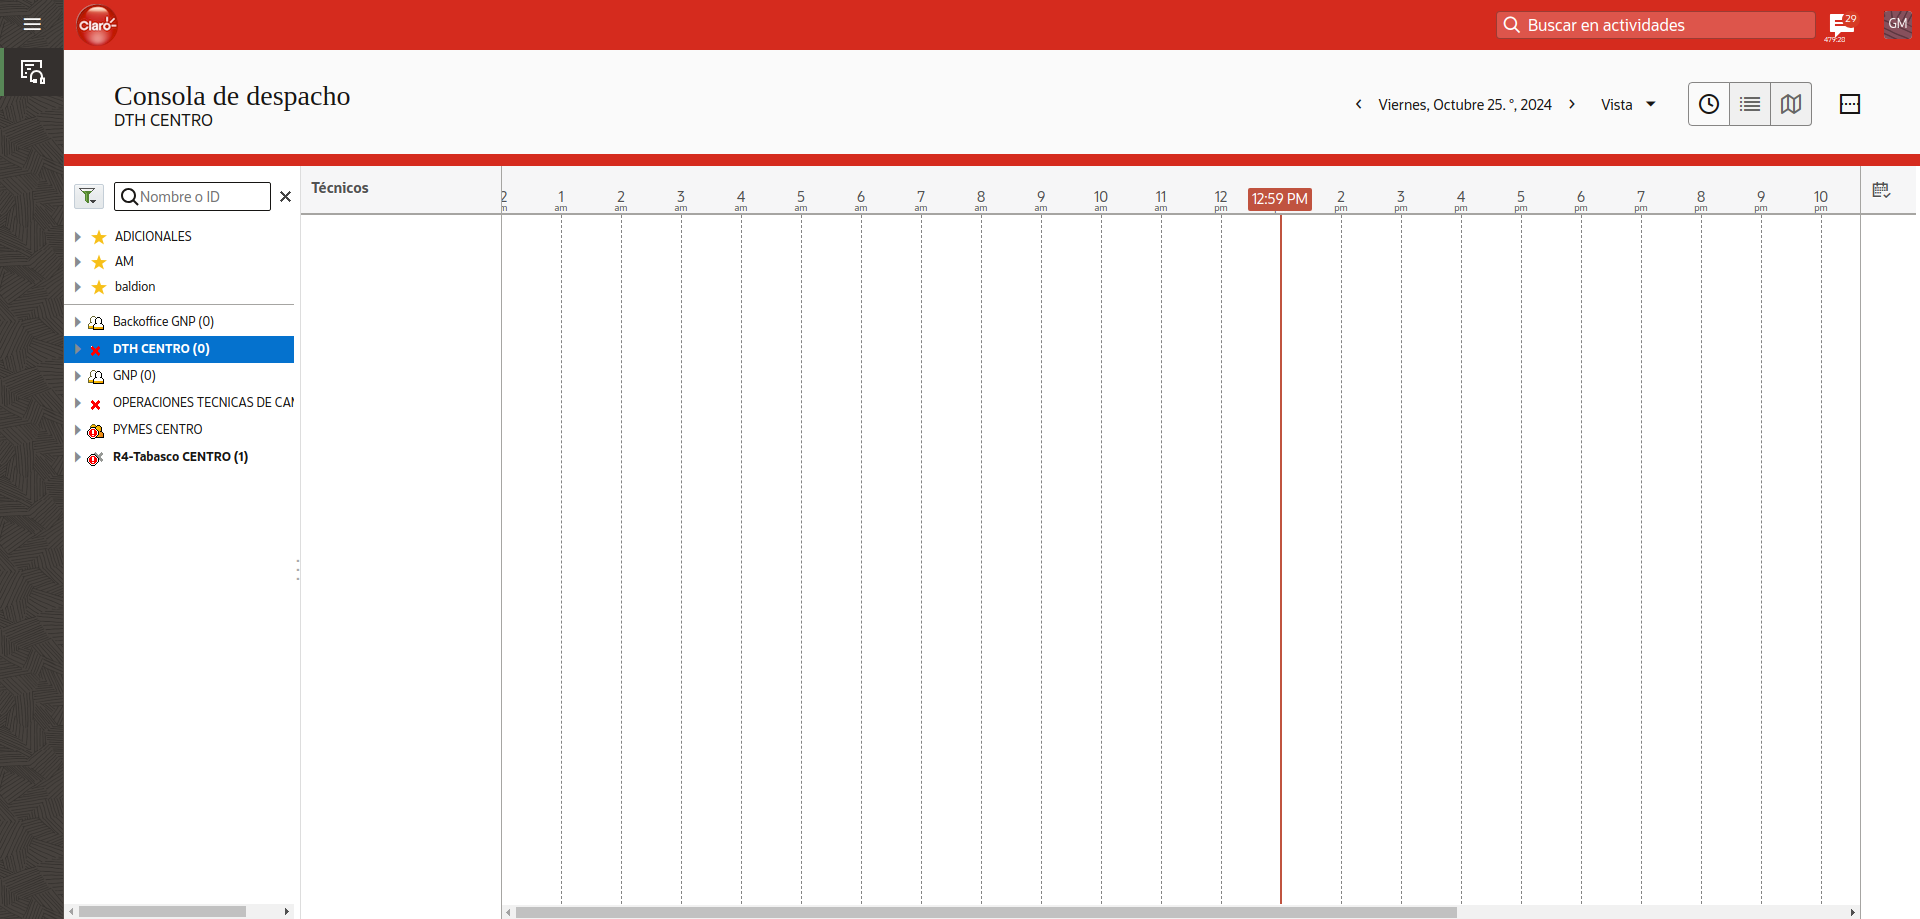 Claro
Buscar en actividades
29
479:20
GM
Consola de despacho
DTH CENTRO
Viernes, Octubre 25. °, 2024
Vista
Nombre o ID
Técnicos
1 2 3 4 5 6 7 8 9 10 11 12 12:59 PM 2 3 4 5 6 7 8 9 10
am am am am am am am am am am am pm pm pm pm pm pm pm pm pm pm
ADICIONALES
AM
baldion
Backoffice GNP (0)
DTH CENTRO (0)
GNP (0)
OPERACIONES TECNICAS DE
PYMES CENTRO
R4-Tabasco CENTRO (1)